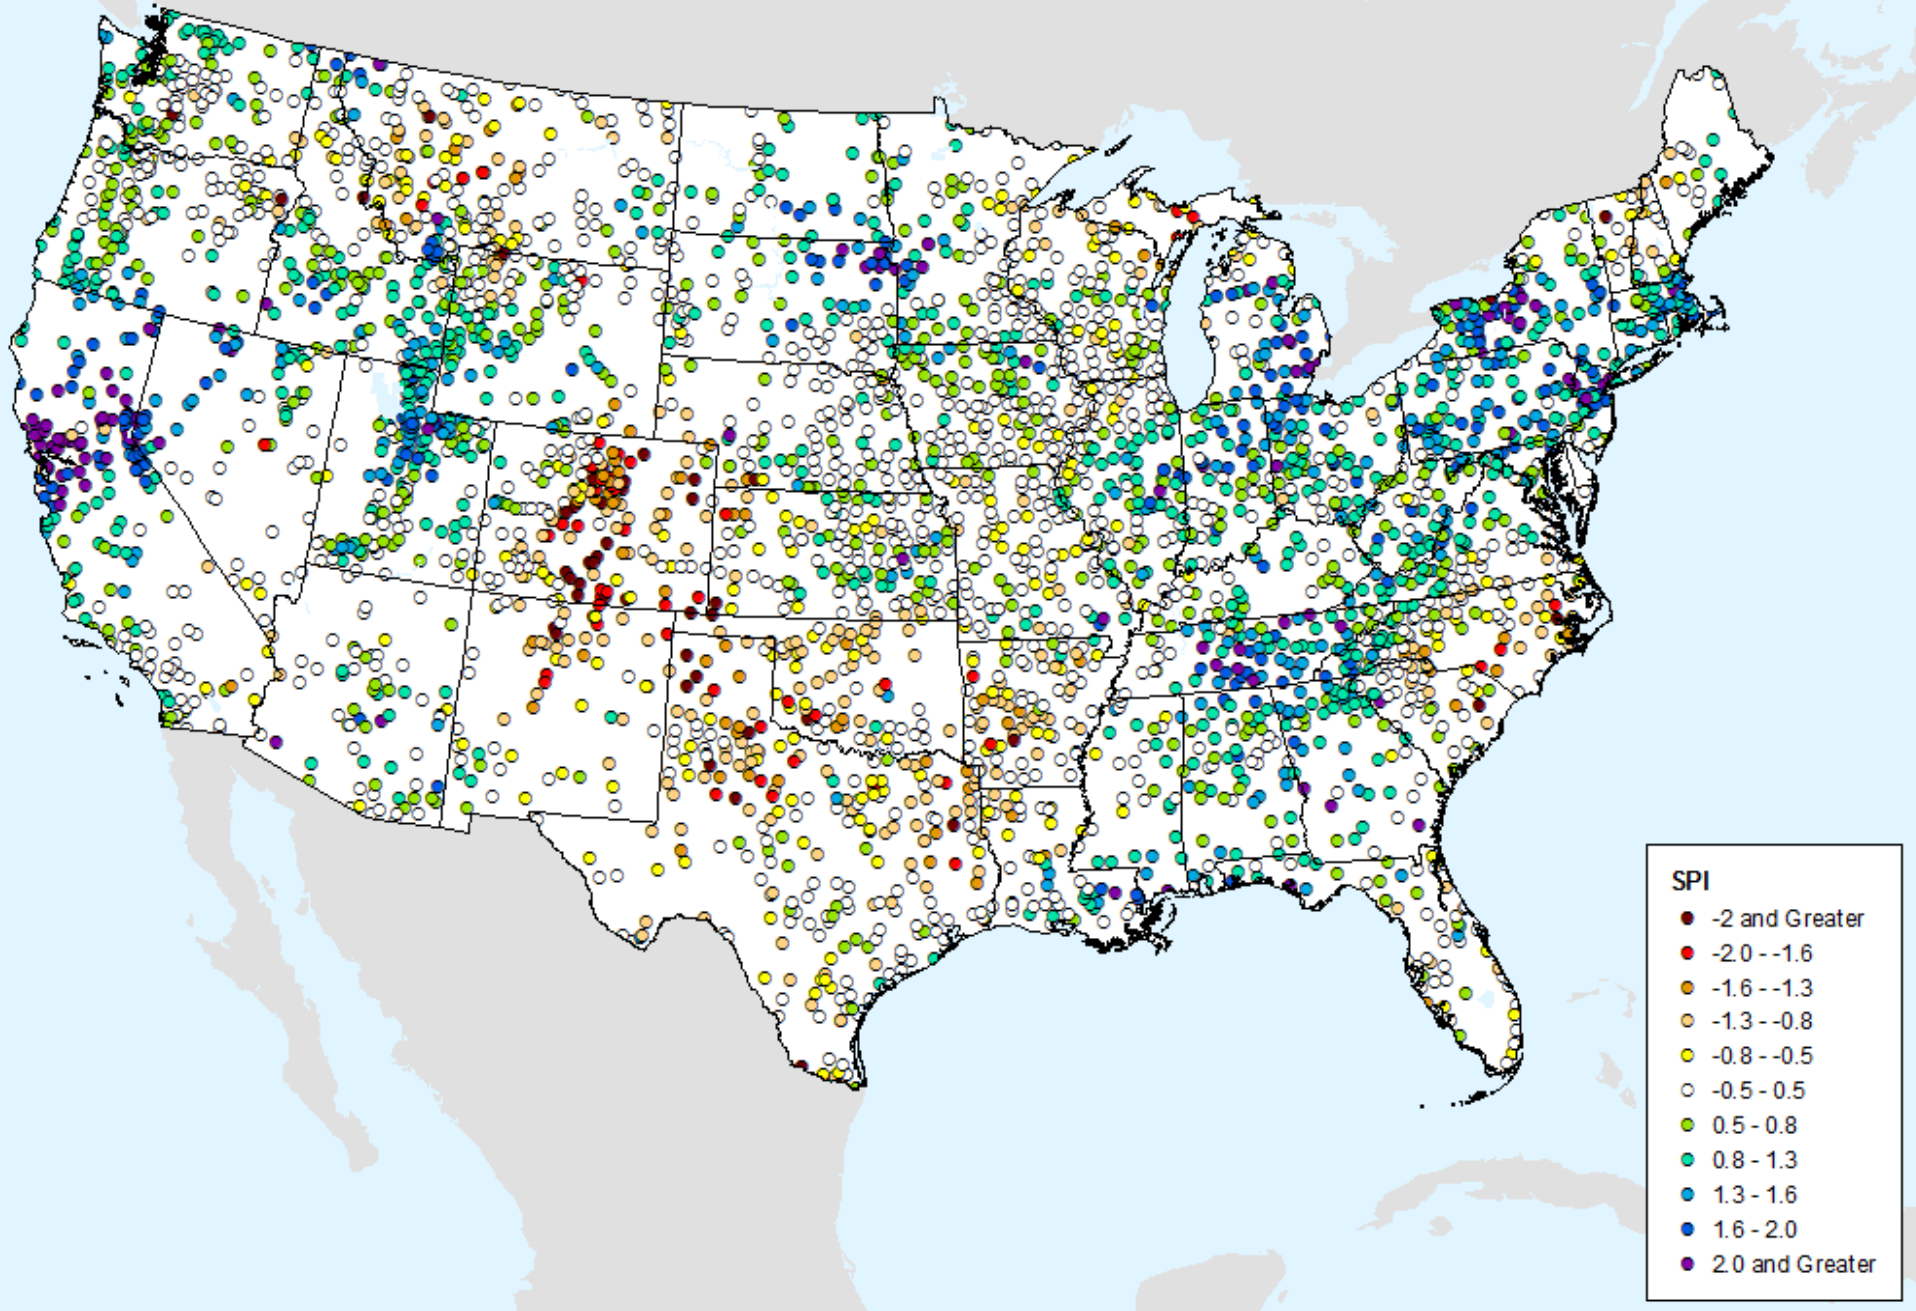 SPI
-2 and Greater
-2.0 - -1.6
-1.6 - -1.3
-1.3 - -0.8
-0.8 - -0.5
-0.5 - 0.5
0.5 - 0.8
0.8 - 1.3
1.3 - 1.6
1.6 - 2.0
2.0 and Greater